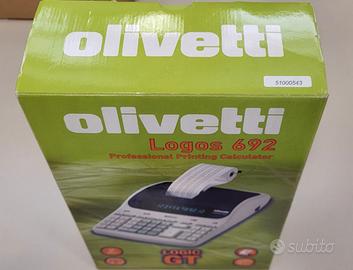 olivetti
51000543
olivetti
Logos 692
Professional Printing Calculator
LOGIC
GT
subito